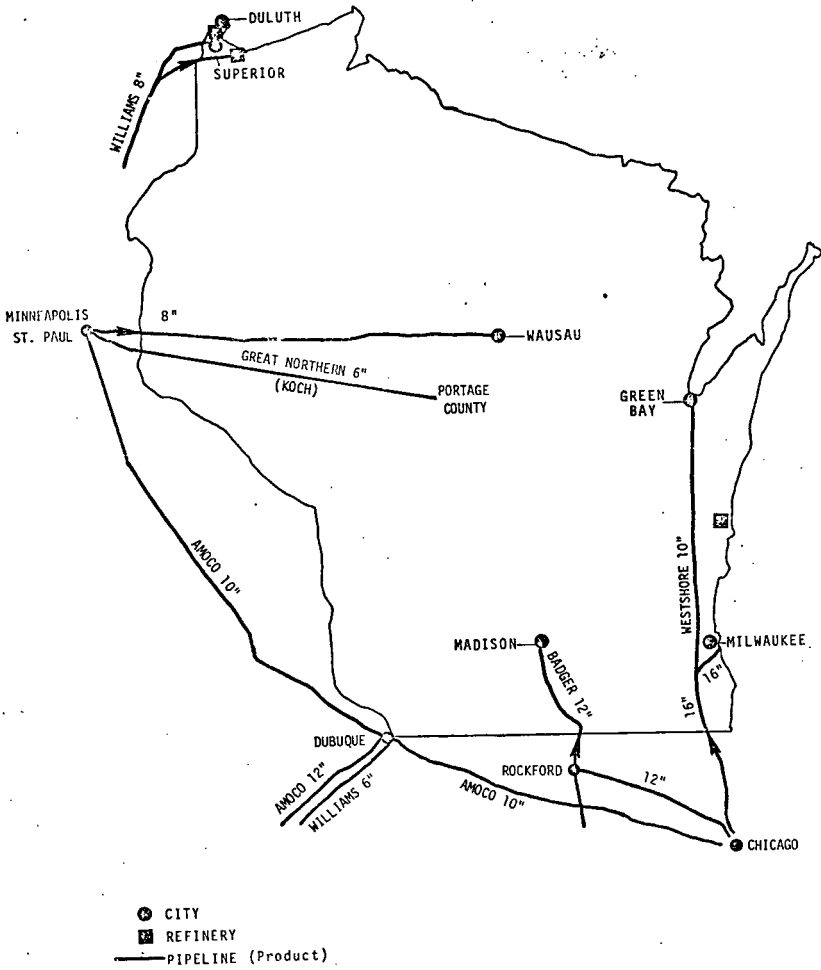 DULUTH
SUPERIOR
WILLIAMS 8"
MINNEAPOLIS
ST. PAUL
8"
WAUSAU
GREAT NORTHERN 6"
(KOCH)
PORTAGE
COUNTY
GREEN
BAY
AMOCO 10"
WESTSHORE 10"
MADISON
MILWAUKEE
BADGER 12"
16"
16"
DUBUQUE
AMOCO 12"
WILLIAMS 6"
ROCKFORD
12"
AMOCO 10"
CHICAGO
CITY
REFINERY
PIPELINE (Product)